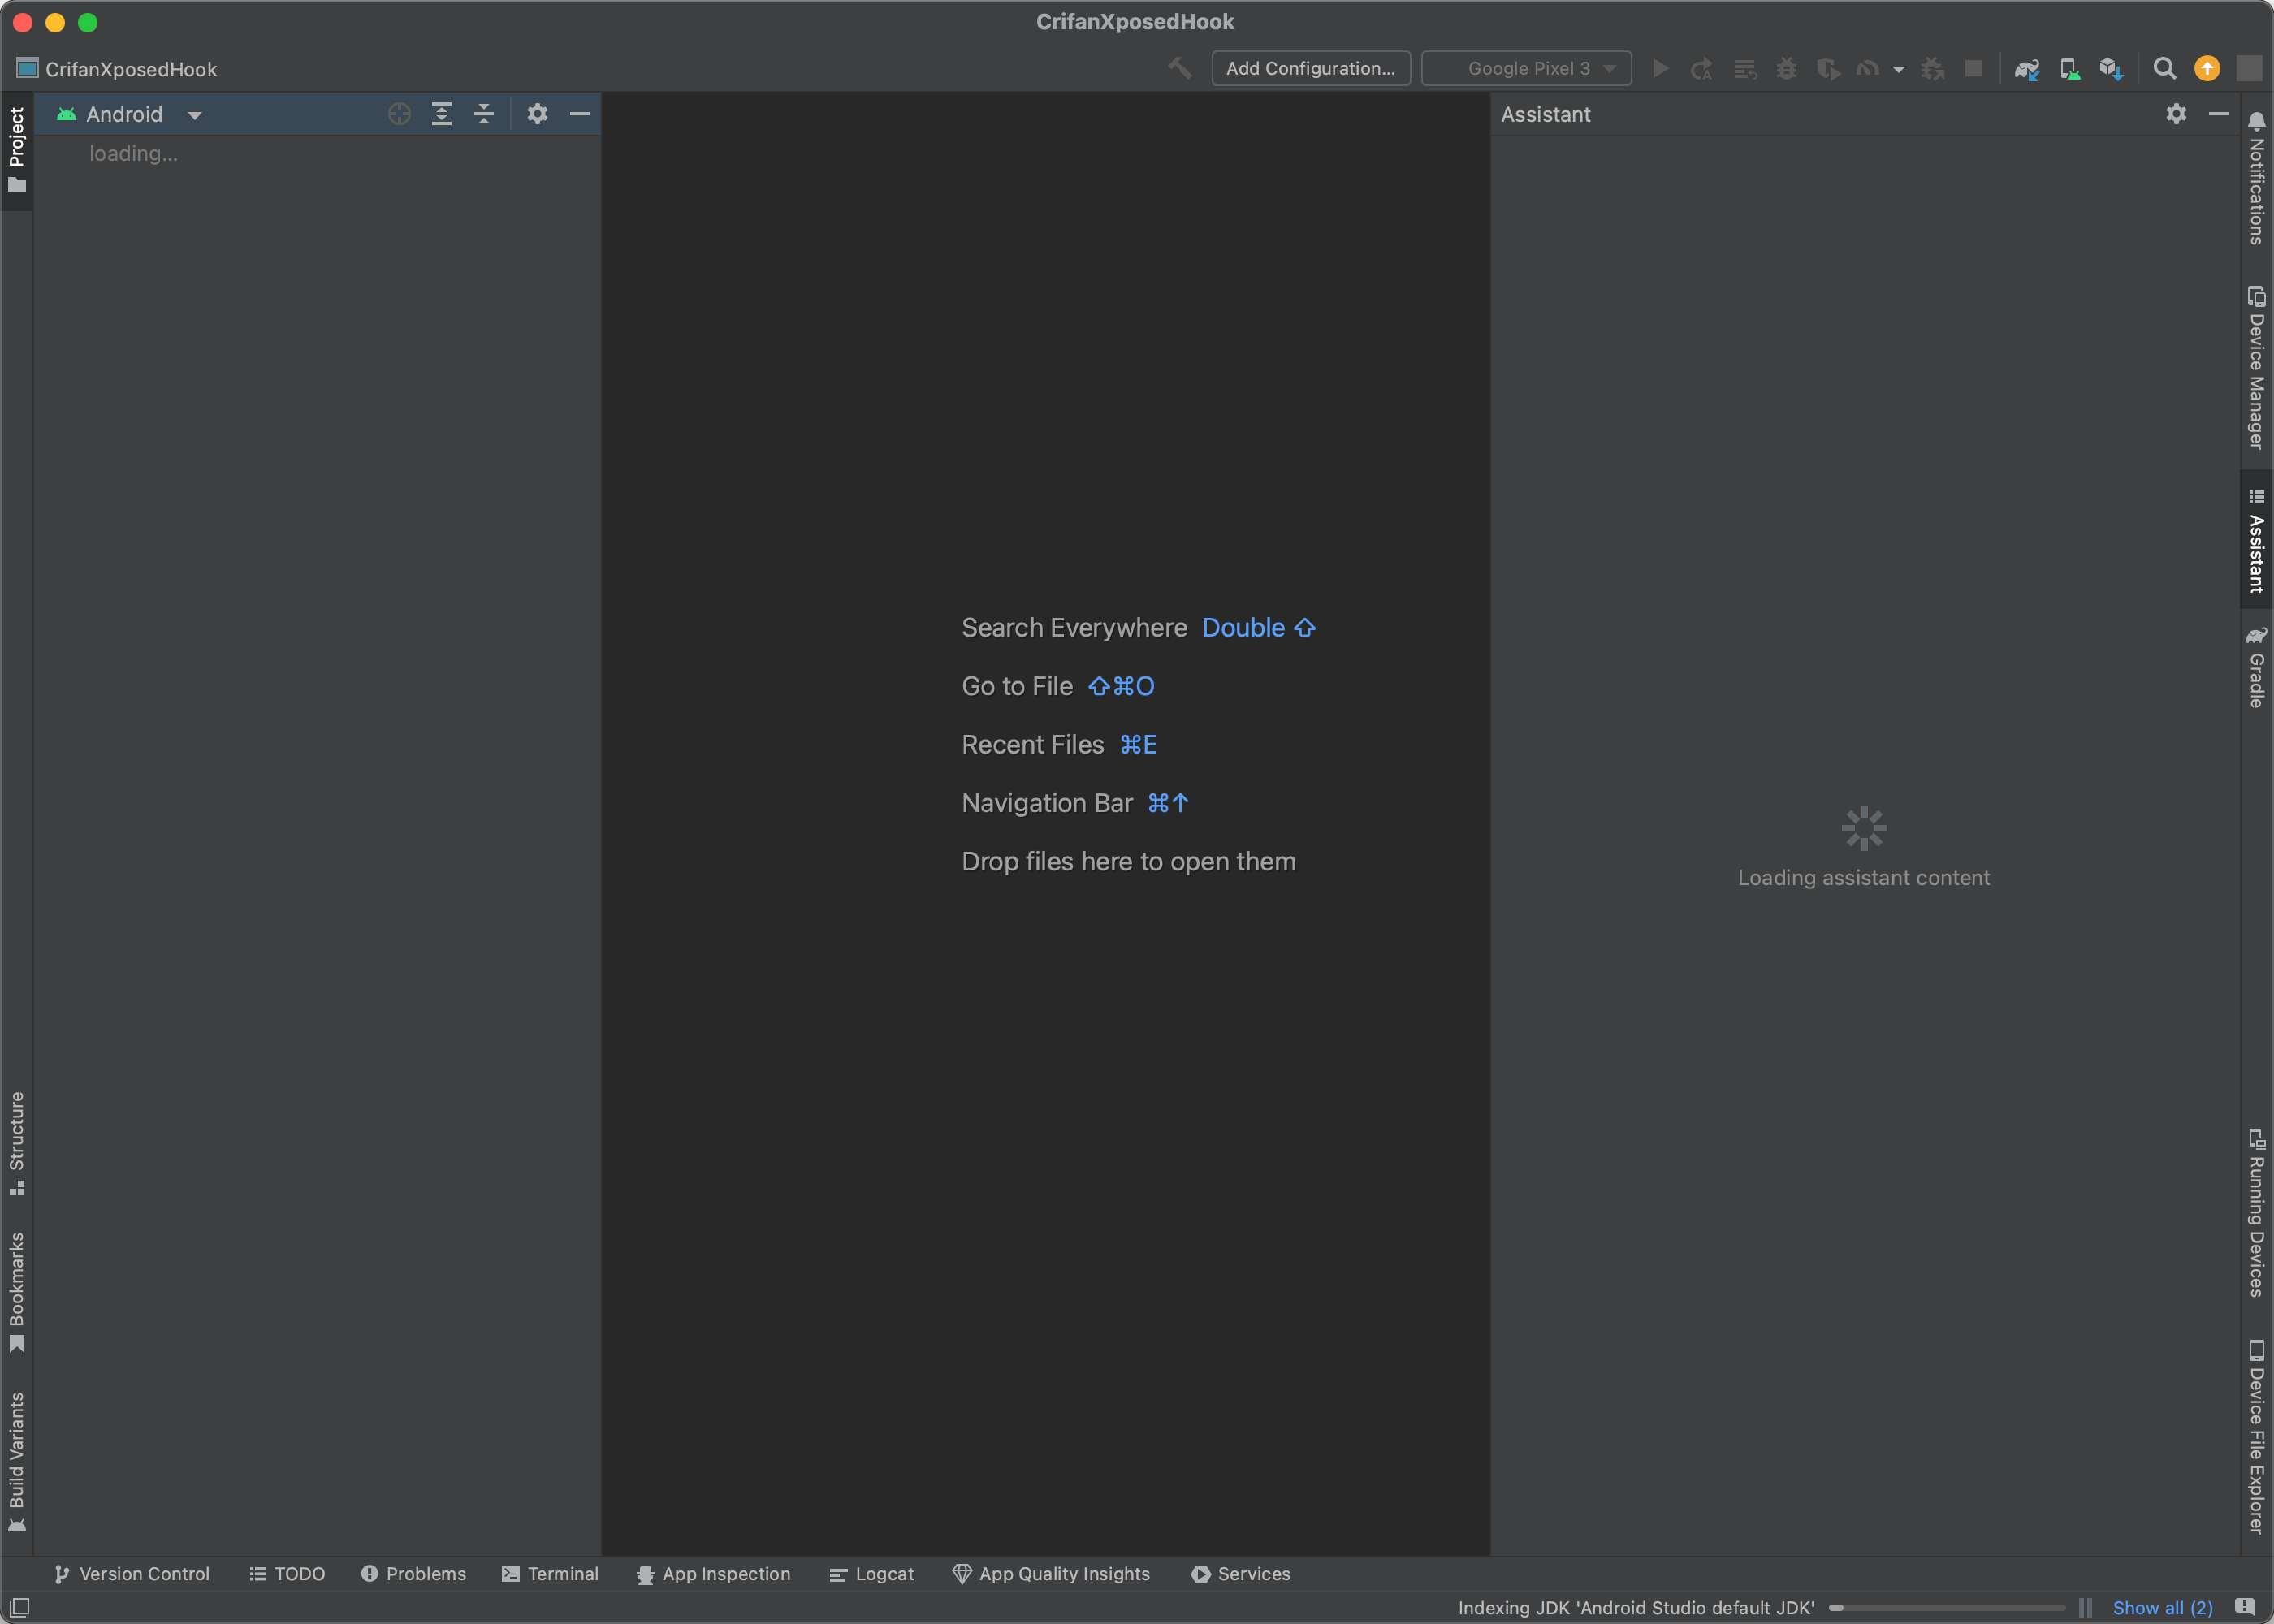 CrifanXposedHook
CrifanXposedHook
Add Configuration...
Google Pixel 3
Project
Android
loading...
Assistant
Notifications
Device Manager
Assistant
Gradle
Search Everywhere Double ⇧
Go to File ⇧⌘O
Recent Files ⌘E
Navigation Bar ⌘↑
Drop files here to open them
Loading assistant content
Structure
Bookmarks
Build Variants
Running Devices
Device File Explorer
Version Control
TODO
Problems
Terminal
App Inspection
Logcat
App Quality Insights
Services
Indexing JDK 'Android Studio default JDK'
Show all (2)